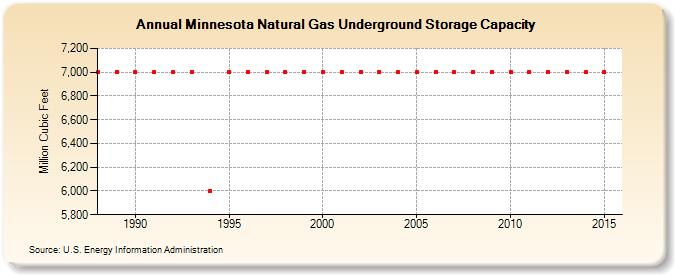 Annual Minnesota Natural Gas Underground Storage Capacity
Million Cubic Feet
7,200
7,000
6,800
6,600
6,400
6,200
6,000
5,800
1990 1995 2000 2005 2010 2015
Source: U.S. Energy Information Administration